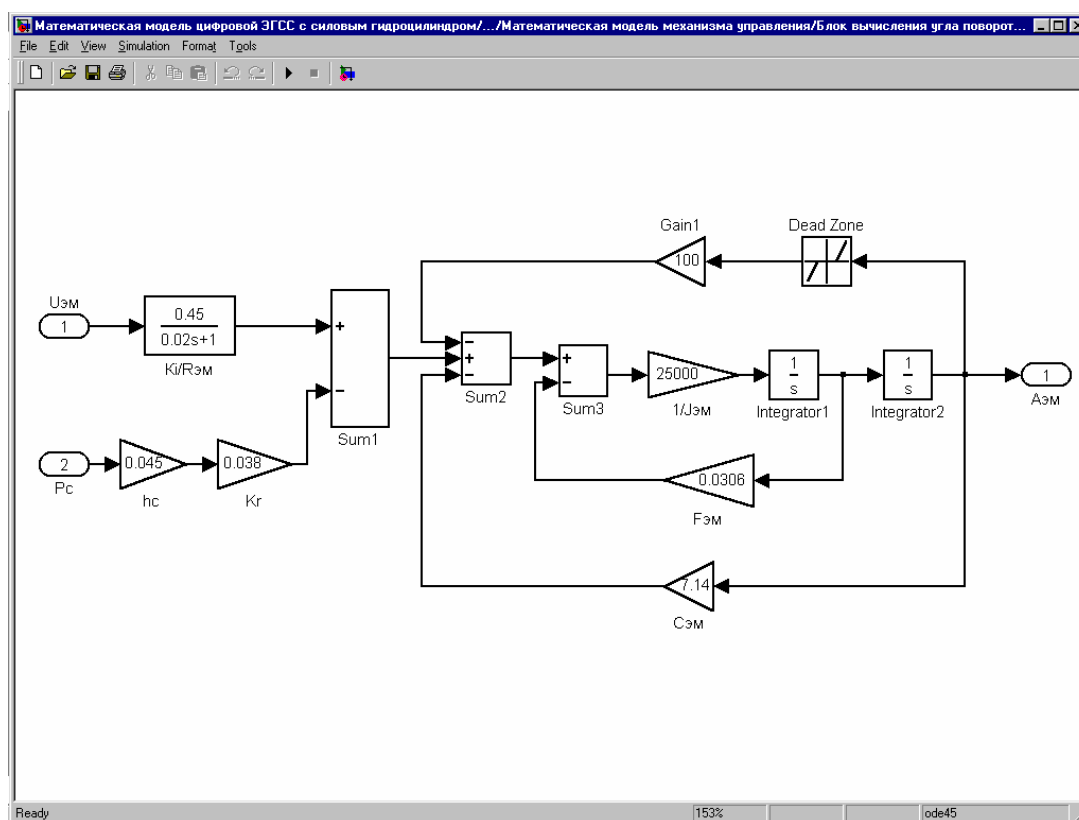 Математическая модель цифровой ЭГСС с силовым гидроцилиндром/.../Математическая модель механизма управления/Блок вычисления угла поворот...
File Edit View Simulation Format Tools
Gain1
Dead Zone
100
Uэм
1
0.45
0.02s+1
Ki/Rэм
+
−
Sum1
−
+
−
Sum2
+
−
Sum3
25000
1/Jэм
1
s
Integrator1
1
s
Integrator2
1
Aэм
2
Pc
0.045
hc
0.038
Kr
0.0306
Fэм
7.14
Cэм
Ready
153%
ode45